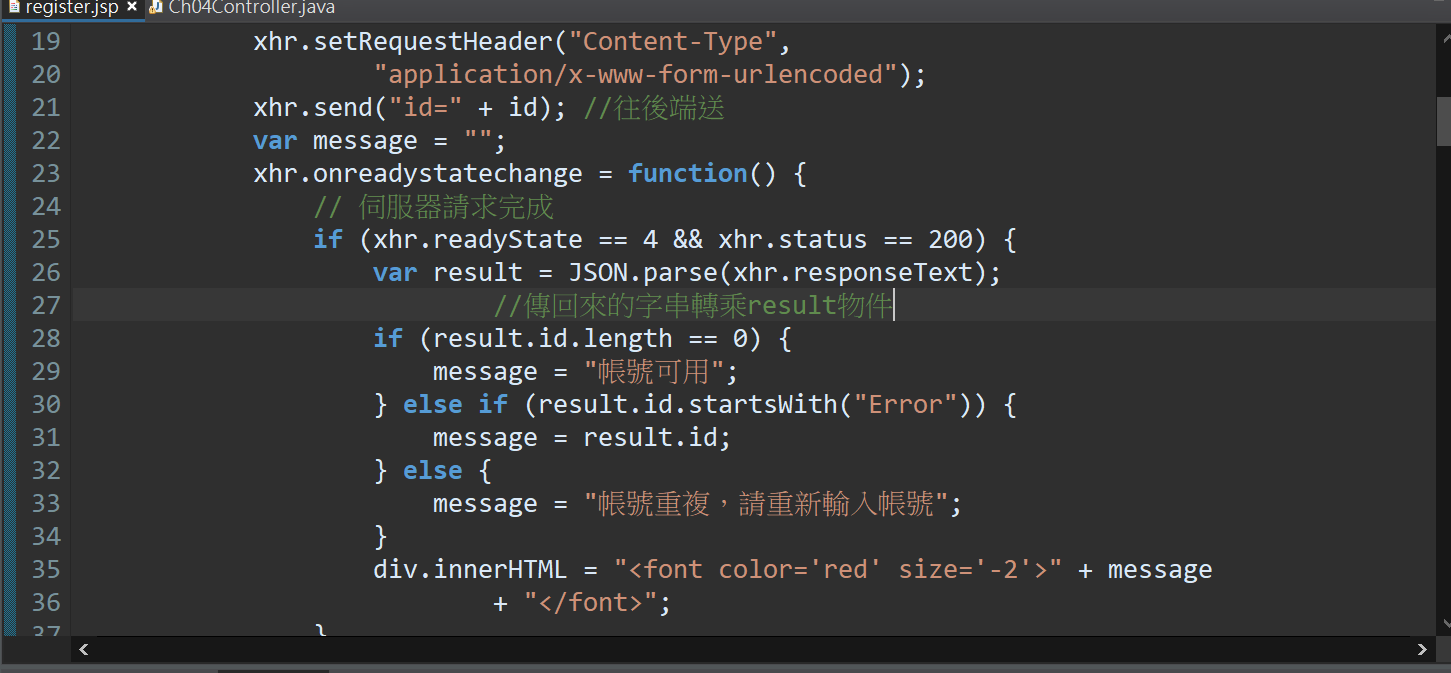 register.jsp Ch04Controller.java
19 xhr.setRequestHeader("Content-Type",
20 "application/x-www-form-urlencoded");
21 xhr.send("id=" + id); //往後端送
22 var message = "";
23 xhr.onreadystatechange = function() {
24 // 伺服器請求完成
25 if (xhr.readyState == 4 && xhr.status == 200) {
26 var result = JSON.parse(xhr.responseText);
27 //傳回來的字串轉乘result物件
28 if (result.id.length == 0) {
29 message = "帳號可用";
30 } else if (result.id.startsWith("Error")) {
31 message = result.id;
32 } else {
33 message = "帳號重複，請重新輸入帳號";
34 }
35 div.innerHTML = "<font color='red' size='-2'>" + message
36 + "</font>";
37 }